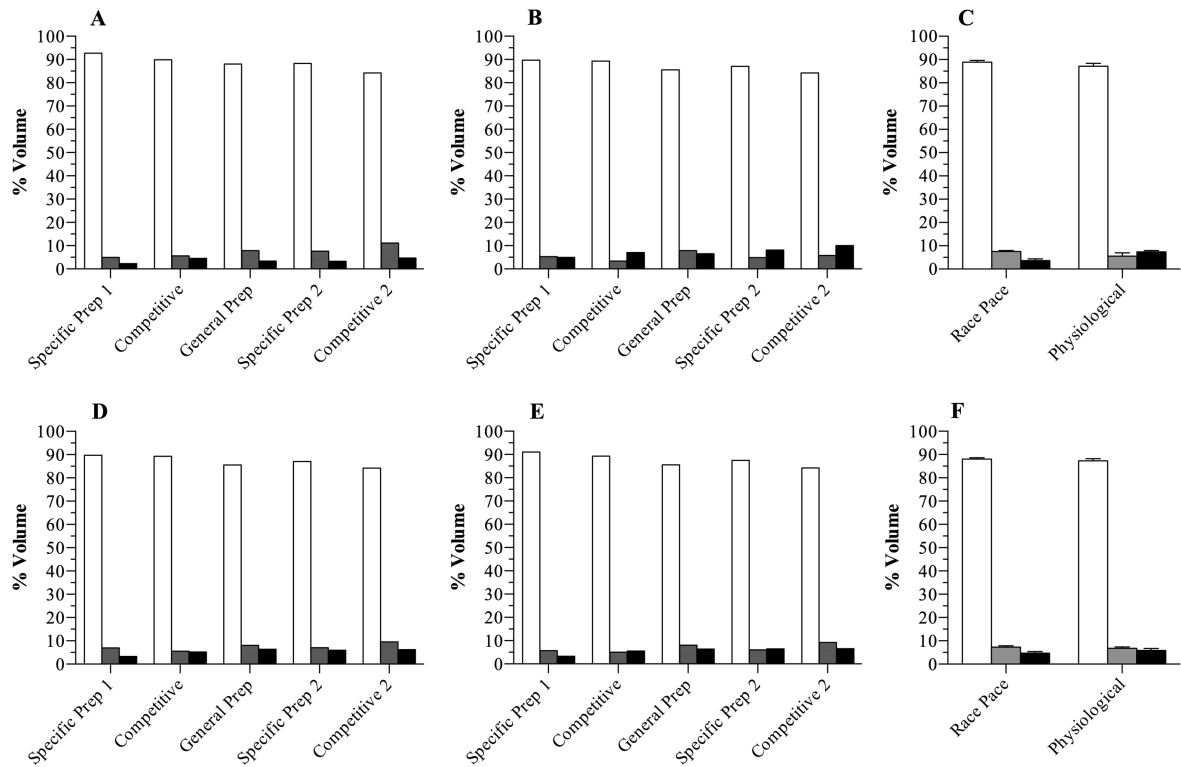 A
% Volume
100
90
80
70
60
50
40
30
20
10
0
Specific Prep 1
Competitive
General Prep
Specific Prep 2
Competitive 2
B
% Volume
100
90
80
70
60
50
40
30
20
10
0
Specific Prep 1
Competitive
General Prep
Specific Prep 2
Competitive 2
C
% Volume
100
90
80
70
60
50
40
30
20
10
0
Race Pace
Physiological
D
% Volume
100
90
80
70
60
50
40
30
20
10
0
Specific Prep 1
Competitive
General Prep
Specific Prep 2
Competitive 2
E
% Volume
100
90
80
70
60
50
40
30
20
10
0
Specific Prep 1
Competitive
General Prep
Specific Prep 2
Competitive 2
F
% Volume
100
90
80
70
60
50
40
30
20
10
0
Race Pace
Physiological